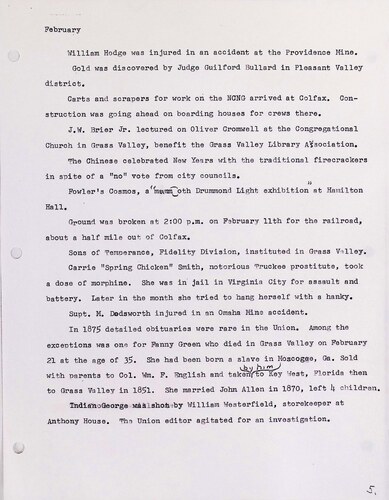 February
William Hodge was injured in an accident at the Providence Mine.
Gold was discovered by Judge Guilford Bullard in Pleasant Valley
district.
Carts and scrapers for work on the NCNG arrived at Colfax. Con-
struction was going ahead on boarding houses for crews there.
J.W. Brier Jr. lectured on Oliver Cromwell at the Congregational
Church in Grass Valley, benefit the Grass Valley Library Association.
The Chinese celebrated New Years with the traditional firecrackers
in spite of a "no" vote from city councils.
Fowler's Cosmos, a "mammoth Drummond Light exhibition" at Hamilton
Hall.
Ground was broken at 2:00 p.m. on February 11th for the railroad,
about a half mile out of Colfax.
Sons of Temperance, Fidelity Division, instituted in Grass Valley.
Carrie "Spring Chicken" Smith, notorious Truckee prostitute, took
a dose of morphine. She was in jail in Virginia City for assault and
battery. Later in the month she tried to hang herself with a hanky.
Supt. M. Dodsworth injured in an Omaha Mine accident.
In 1875 detailed obituaries were rare in the Union. Among the
exceptions was one for Fanny Green who died in Grass Valley on February
21 at the age of 35. She had been born a slave in Noscogee, Ga. Sold
with parents to Col. Wm. F. English and taken by him to Key West, Florida then
to Grass Valley in 1851. She married John Allen in 1870, left 4 children.
Indian George was shot by William Westerfield, storekeeper at
Anthony House. The Union editor agitated for an investigation.
5.